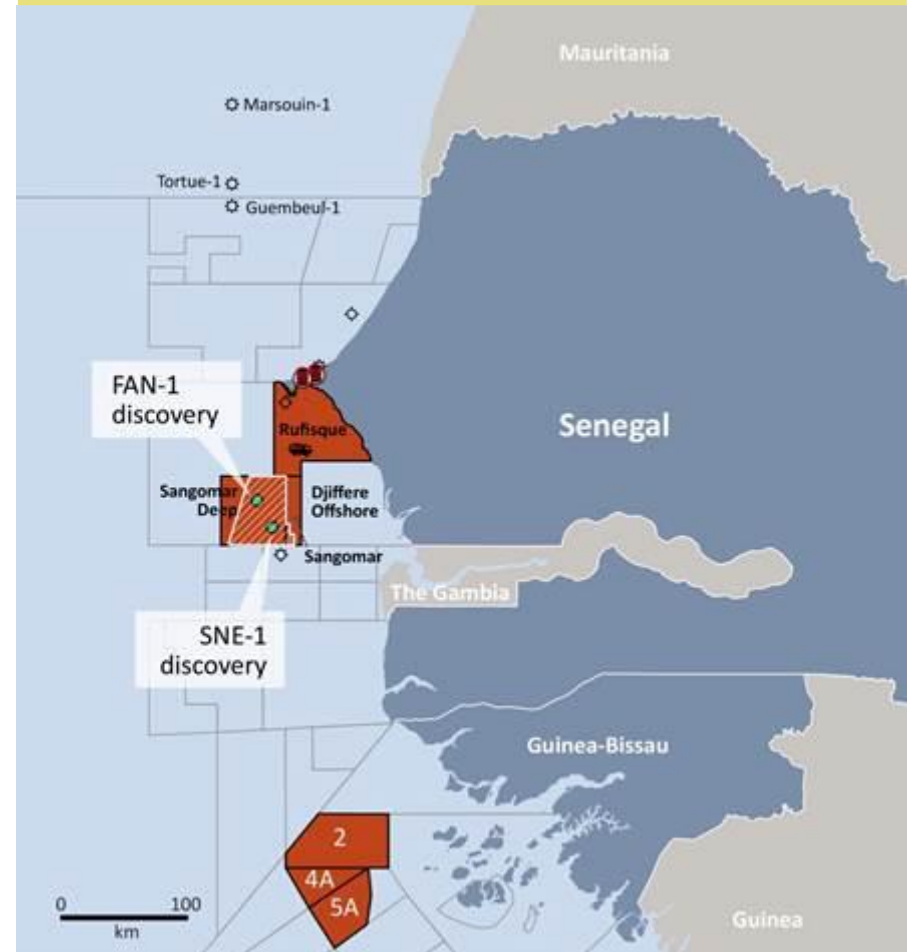 Mauritania
Marsouin-1
Tortue-1
Guembeul-1
FAN-1
discovery
Rufisque
Senegal
Sangomar
Deep
Djiffere
Offshore
Sangomar
The Gambia
SNE-1
discovery
Guinea-Bissau
2
4A
5A
0 100
km
Guinea